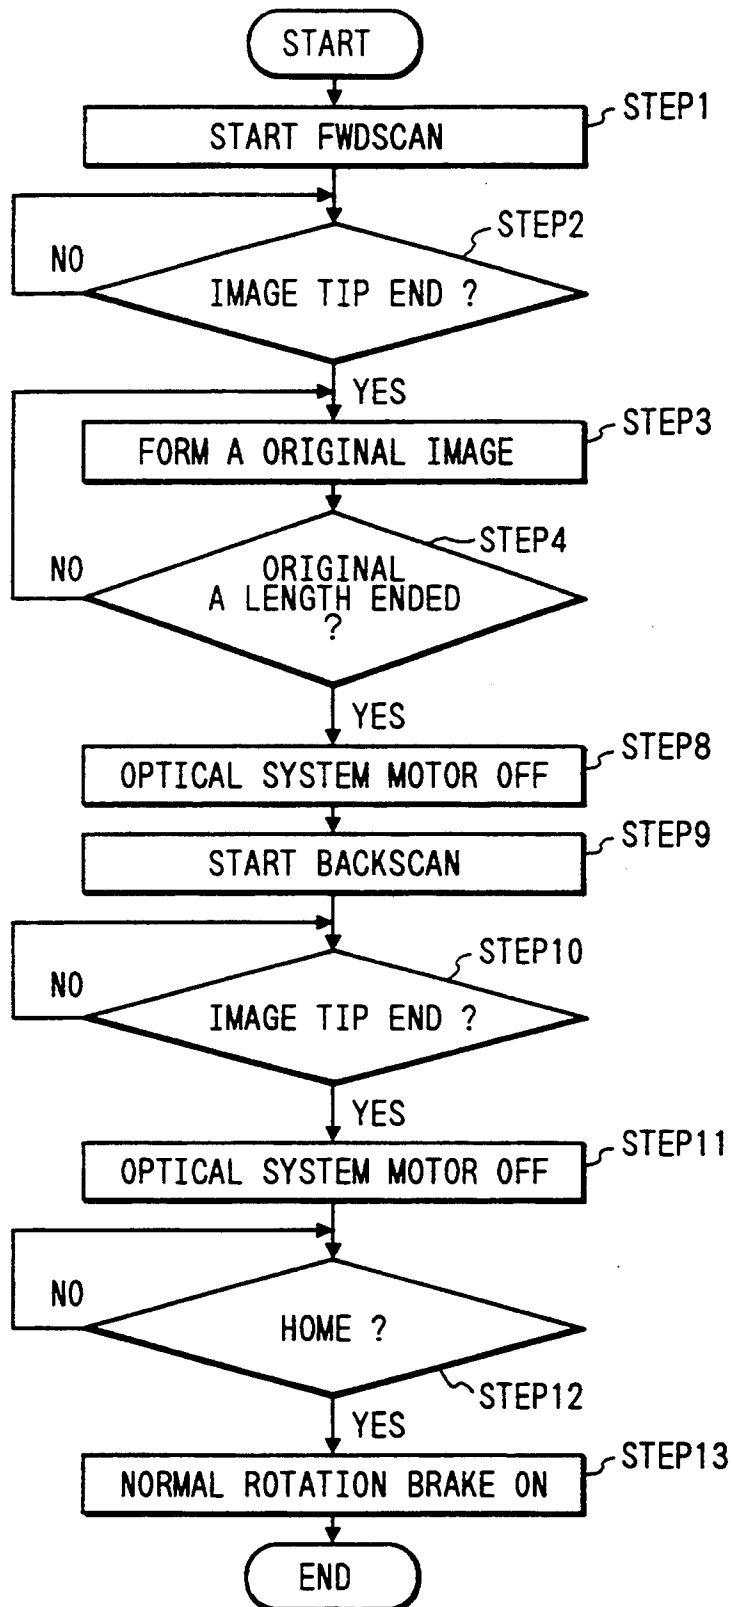 START
STEP1
START FWDSCAN
STEP2
NO
IMAGE TIP END ?
YES
STEP3
FORM A ORIGINAL IMAGE
STEP4
NO
ORIGINAL
A LENGTH ENDED
?
YES
STEP8
OPTICAL SYSTEM MOTOR OFF
STEP9
START BACKSCAN
STEP10
NO
IMAGE TIP END ?
YES
STEP11
OPTICAL SYSTEM MOTOR OFF
NO
HOME ?
STEP12
YES
STEP13
NORMAL ROTATION BRAKE ON
END